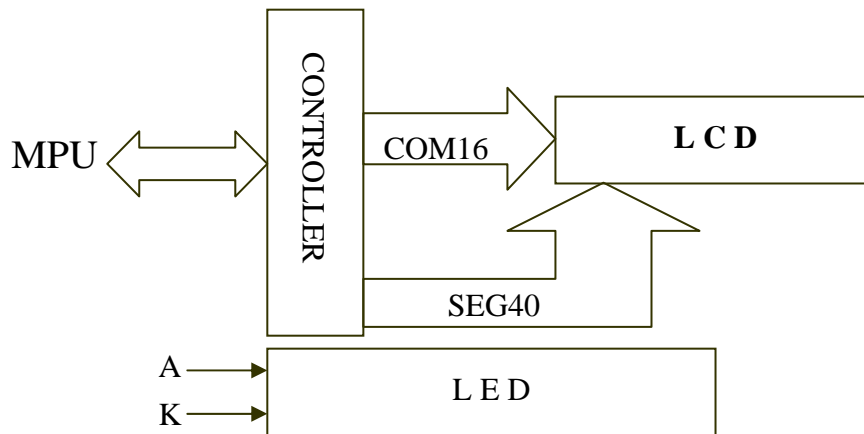 MPU
CONTROLLER
COM16
L C D
SEG40
A
K
L E D